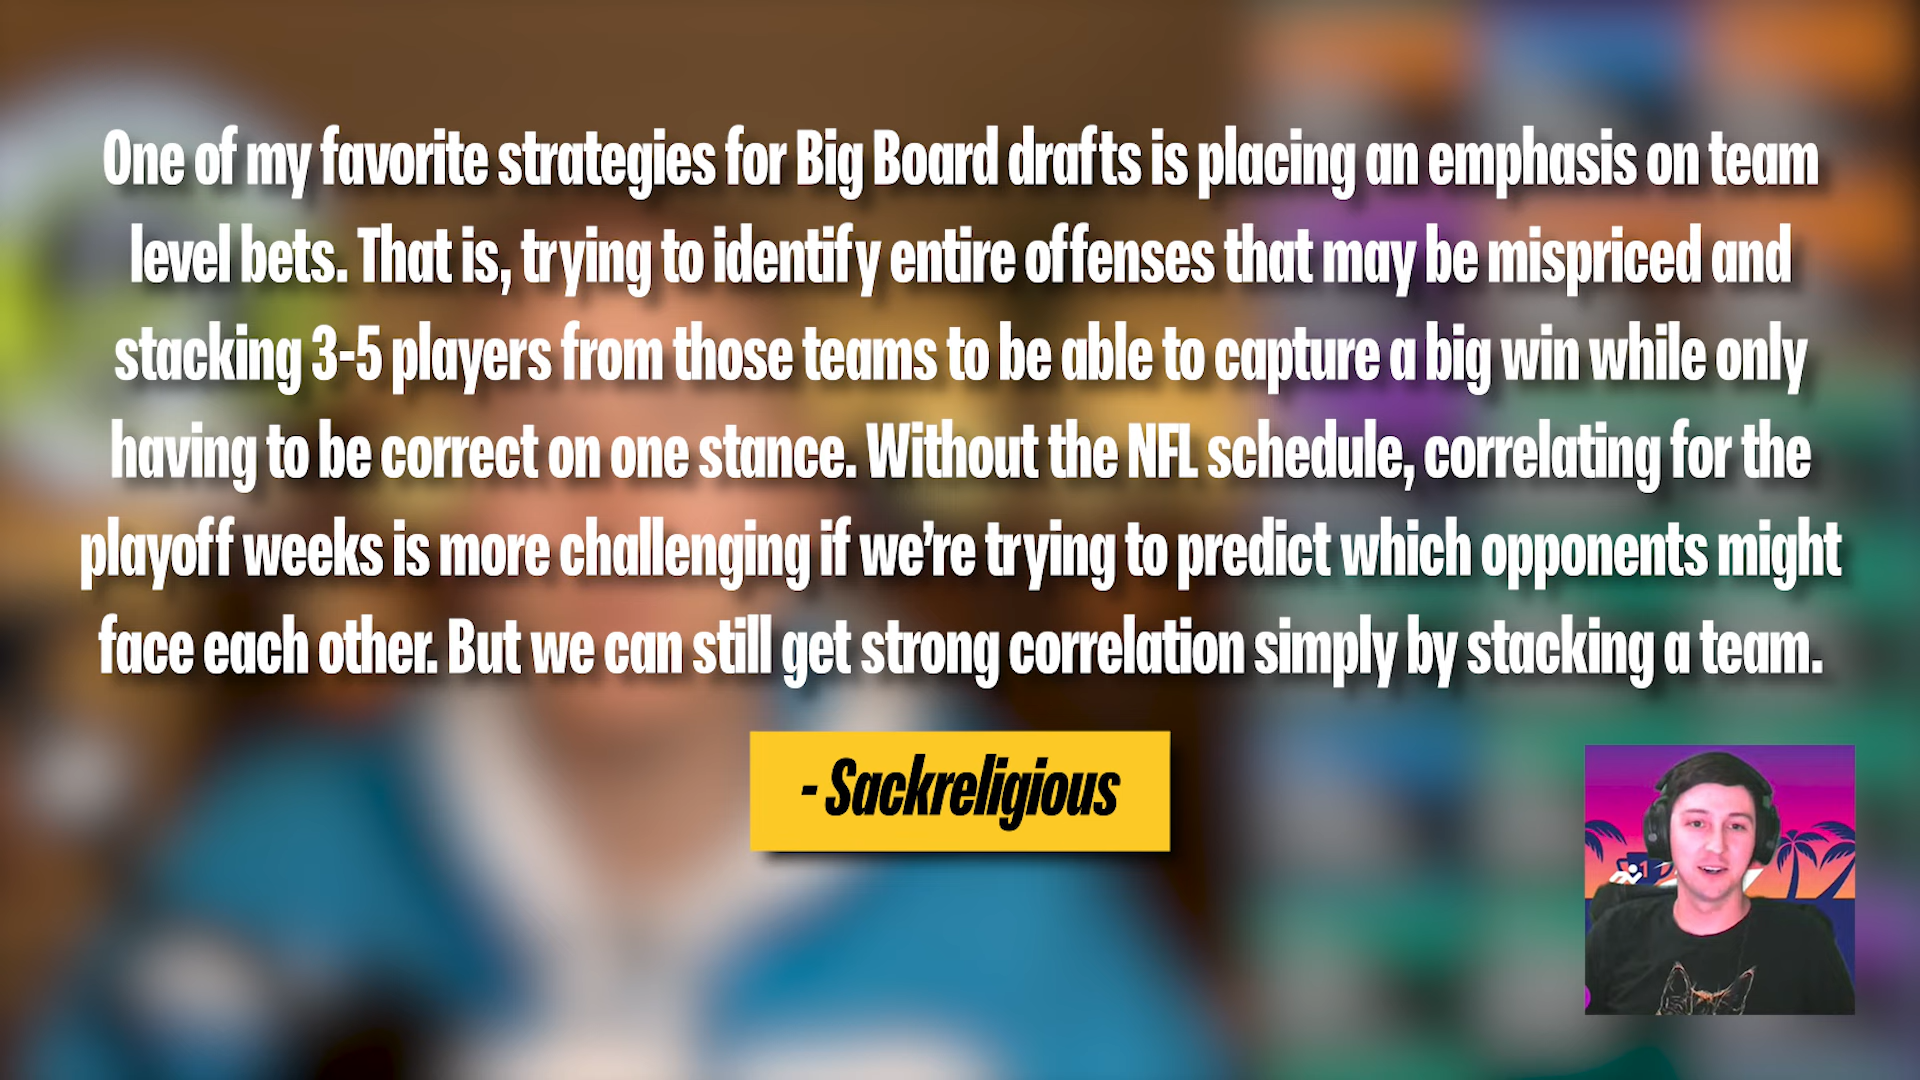 One of my favorite strategies for Big Board drafts is placing an emphasis on team
level bets. That is, trying to identify entire offenses that may be mispriced and
stacking 3-5 players from those teams to be able to capture a big win while only
having to be correct on one stance. Without the NFL schedule, correlating for the
playoff weeks is more challenging if we’re trying to predict which opponents might
face each other. But we can still get strong correlation simply by stacking a team.
- Sackreligious